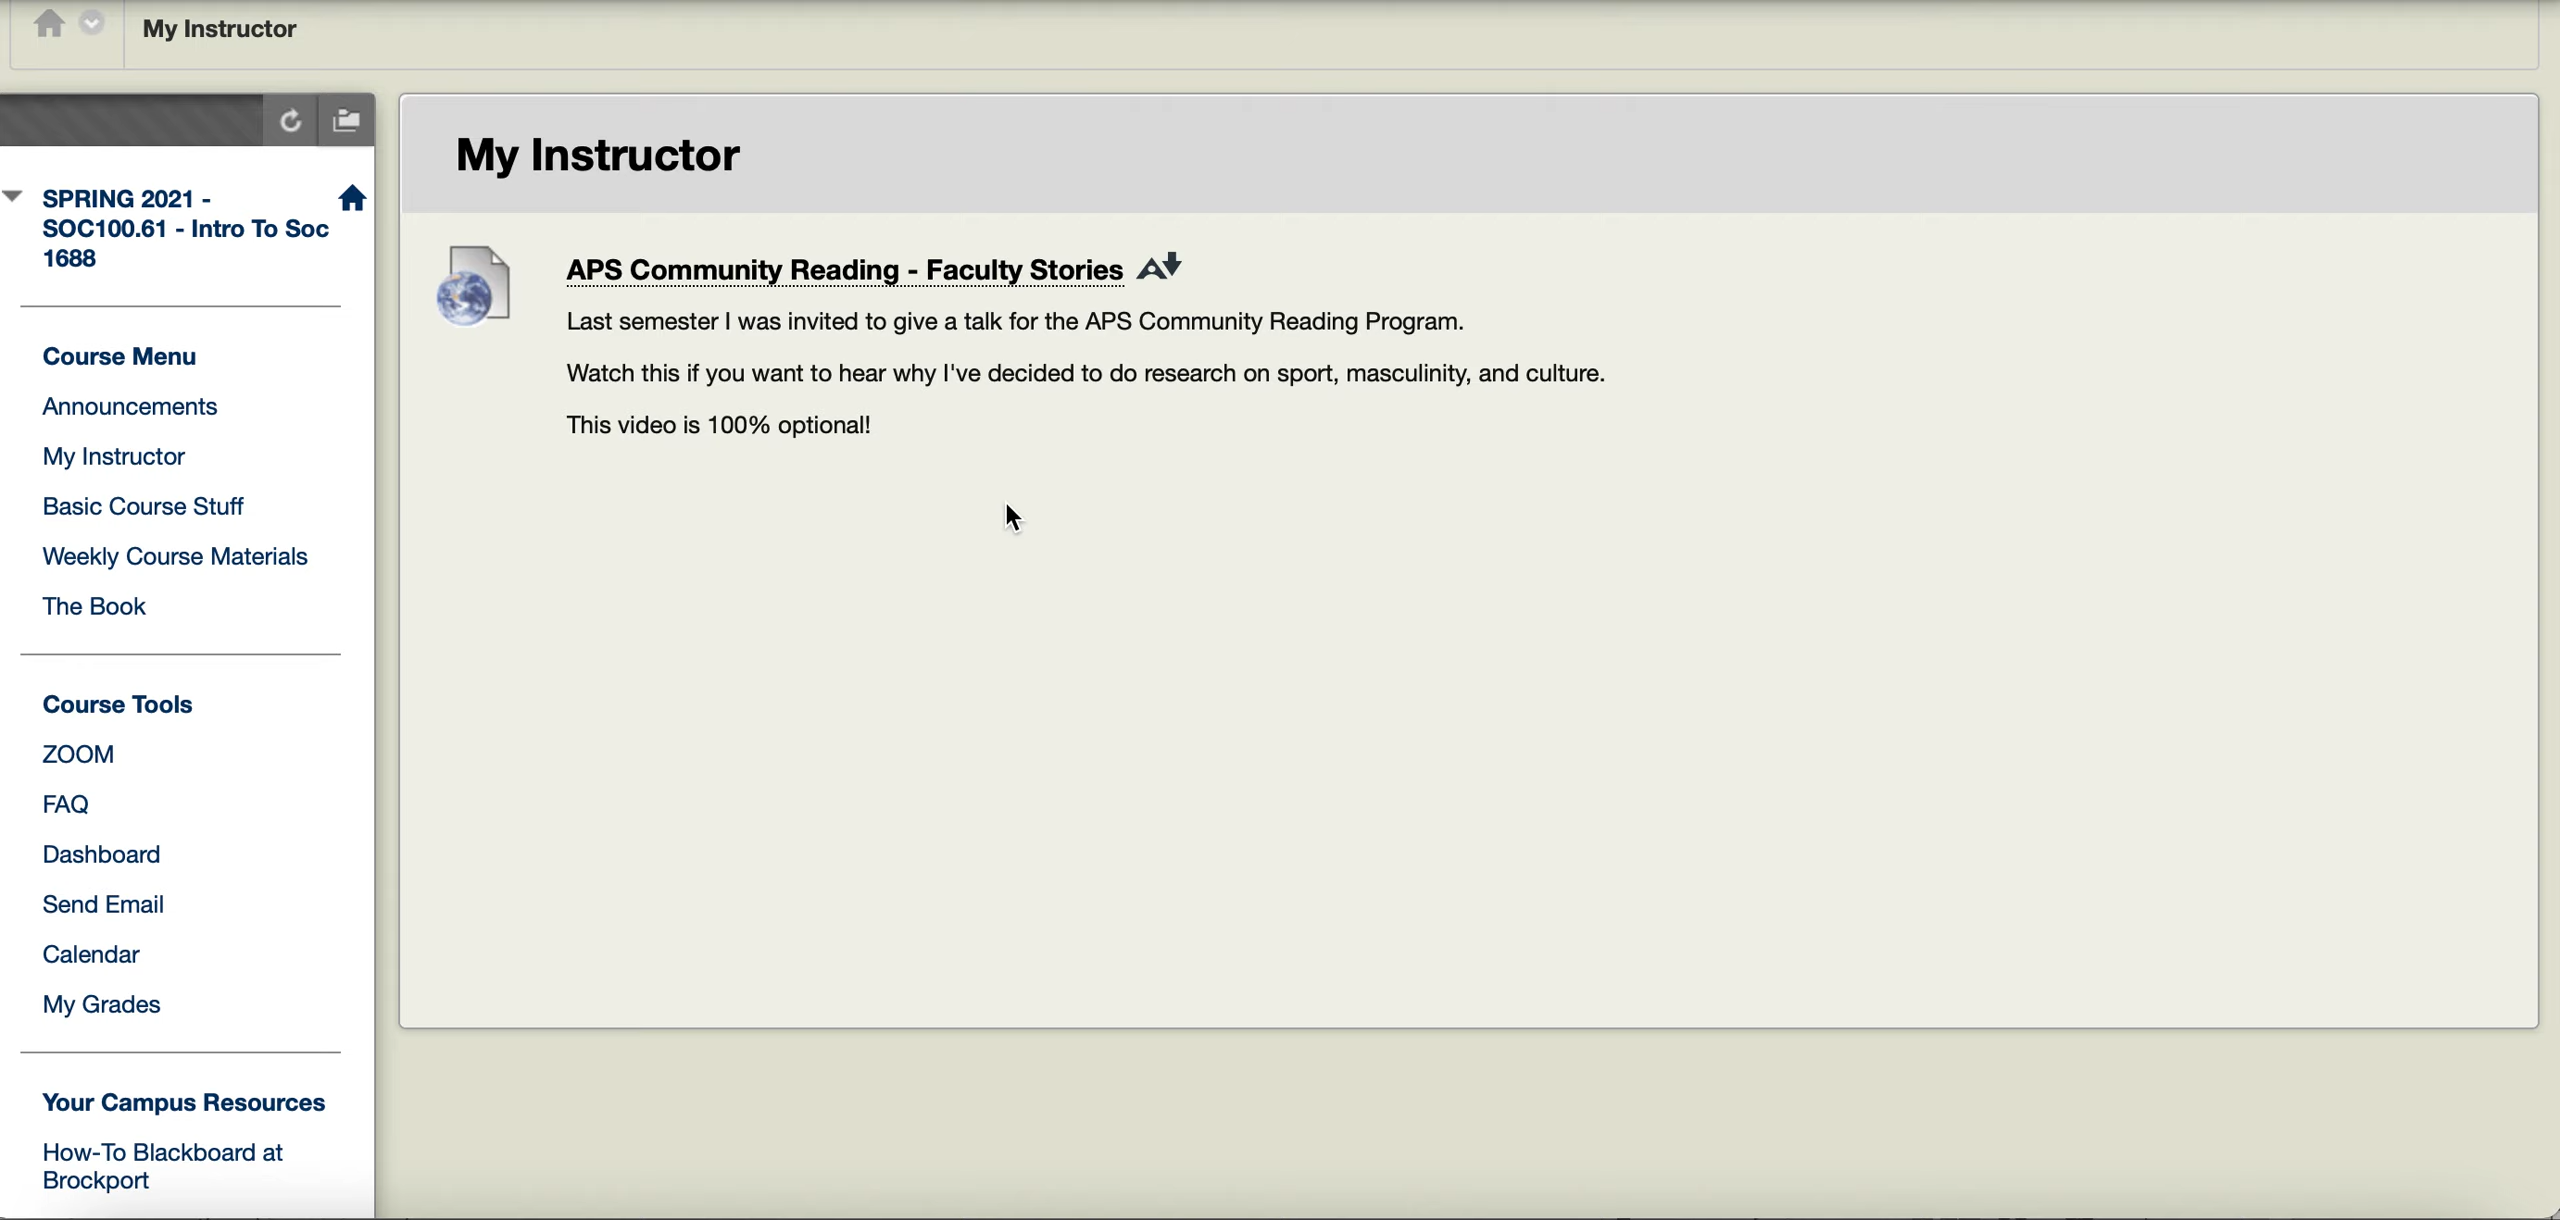 My Instructor
SPRING 2021 -
SOC100.61 - Intro To Soc
1688
Course Menu
Announcements
My Instructor
Basic Course Stuff
Weekly Course Materials
The Book
Course Tools
ZOOM
FAQ
Dashboard
Send Email
Calendar
My Grades
Your Campus Resources
How-To Blackboard at
Brockport
My Instructor
APS Community Reading - Faculty Stories
Last semester I was invited to give a talk for the APS Community Reading Program.
Watch this if you want to hear why I've decided to do research on sport, masculinity, and culture.
This video is 100% optional!